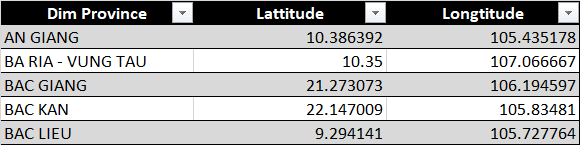 Dim Province Lattitude Longtitude
AN GIANG 10.386392 105.435178
BA RIA - VUNG TAU 10.35 107.066667
BAC GIANG 21.273073 106.194597
BAC KAN 22.147009 105.83481
BAC LIEU 9.294141 105.727764